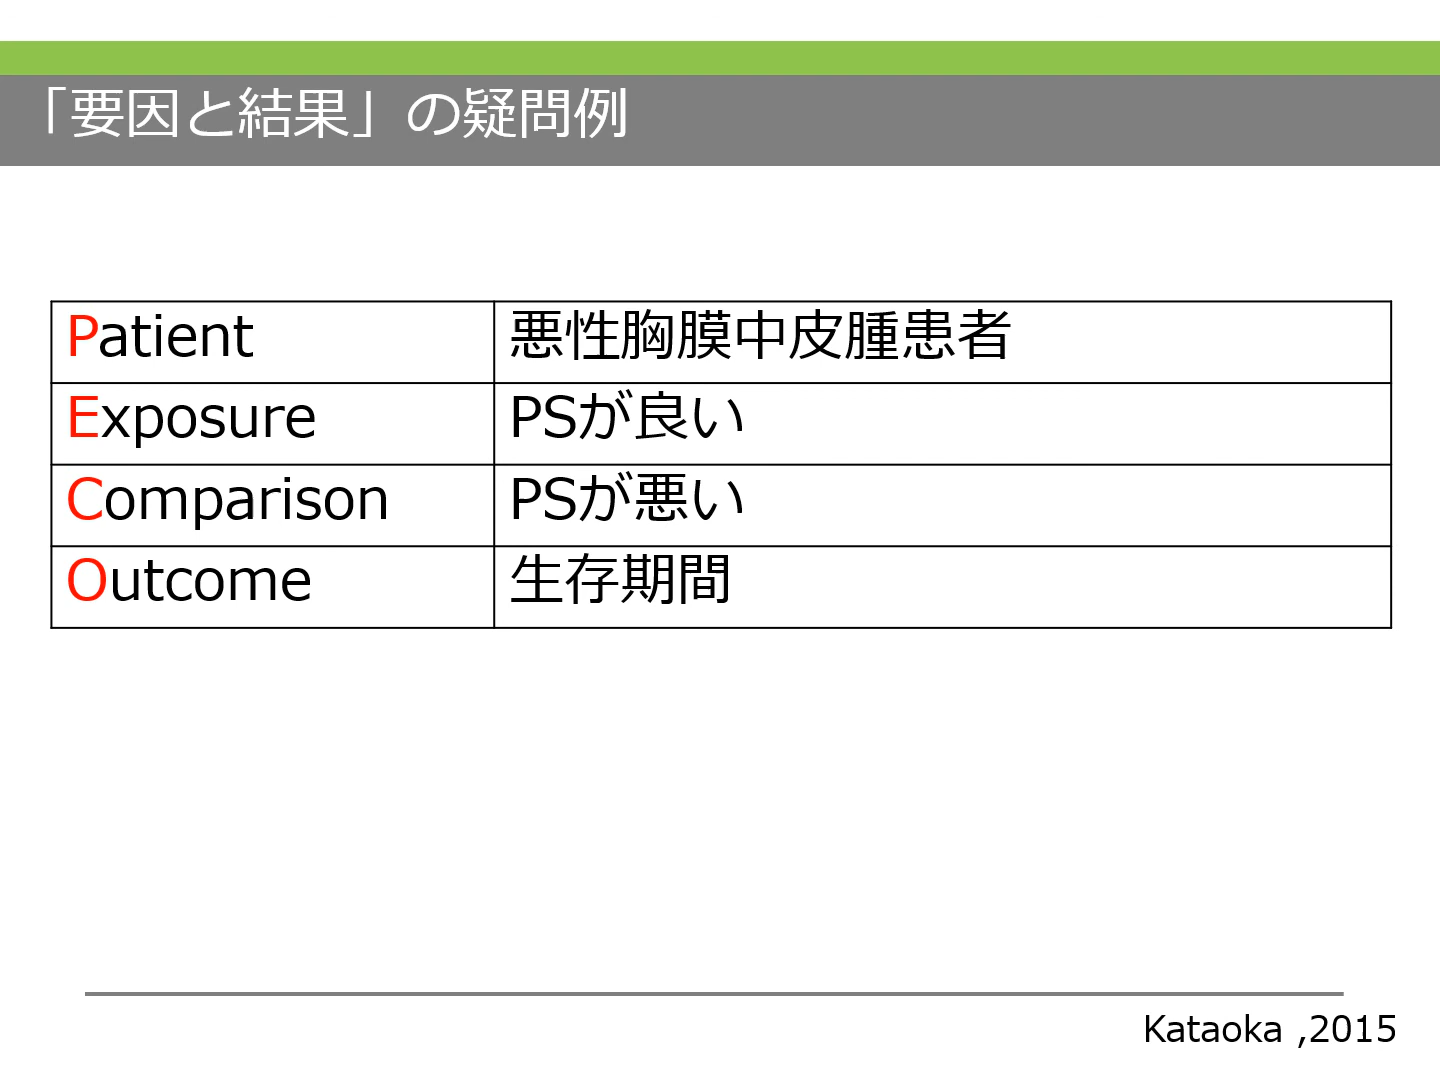 「要因と結果」の疑問例
Patient 悪性胸膜中皮腫患者
Exposure PSが良い
Comparison PSが悪い
Outcome 生存期間
Kataoka ,2015